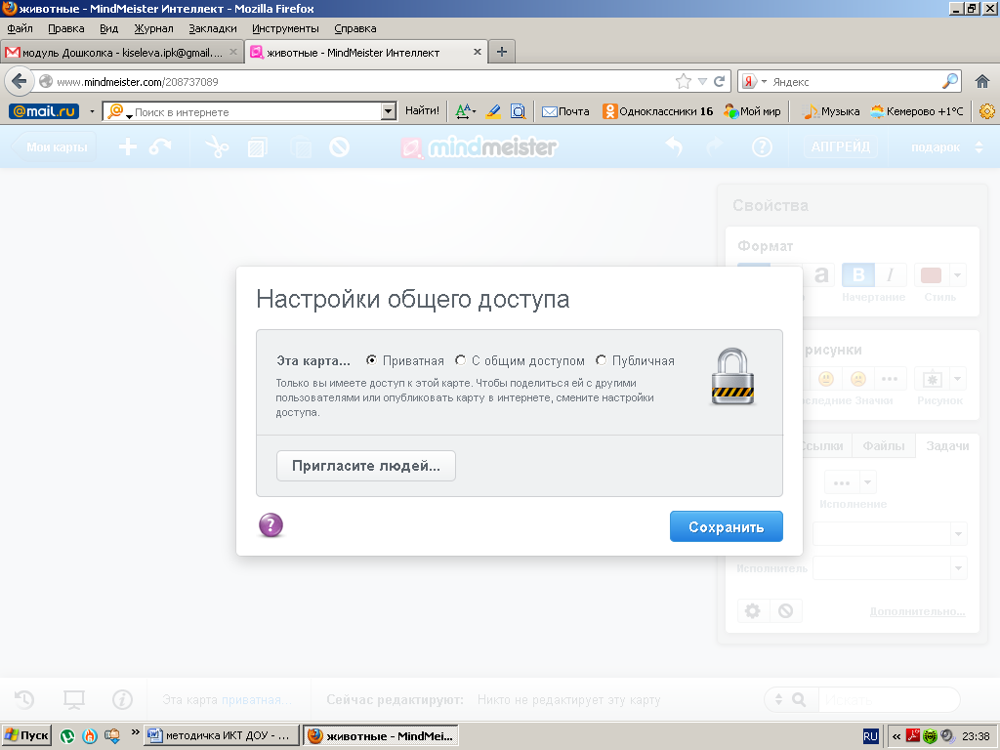 животные - MindMeister Интеллект - Mozilla Firefox
Файл Правка Вид Журнал Закладки Инструменты Справка
модуль Дошколка - kiseleva.ipk@gmail....
животные - MindMeister Интеллект
www.mindmeister.com/208737089
Яндекс
@mail.ru Поиск в интернете Найти! Почта Одноклассники 16 Мой мир Музыка Кемерово +1°C
Мои карты mindmeister АПГРЕЙД подарок
Свойства
Формат
a B I
Начертание Стиль
рисунки
Значки Рисунок
Ссылки Файлы Задачи
Исполнение
Исполнитель
Дополнительно...
Настройки общего доступа
Эта карта... Приватная С общим доступом Публичная
Только вы имеете доступ к этой карте. Чтобы поделиться ей с другими
пользователями или опубликовать карту в интернете, смените настройки
доступа.
Пригласите людей...
? Сохранить
Эта карта приватная... Сейчас редактируют: Никто не редактирует эту карту Искать
Пуск » методичка ИКТ ДОУ - ... животные - MindMei... RU « 23:38